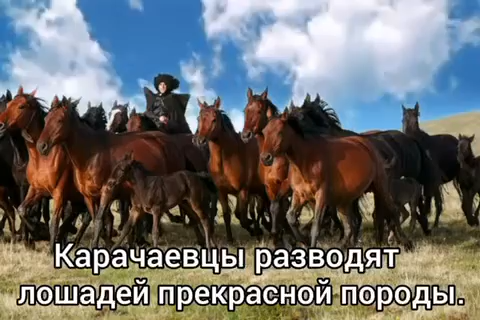 Карачаевцы разводят
лошадей прекрасной породы.